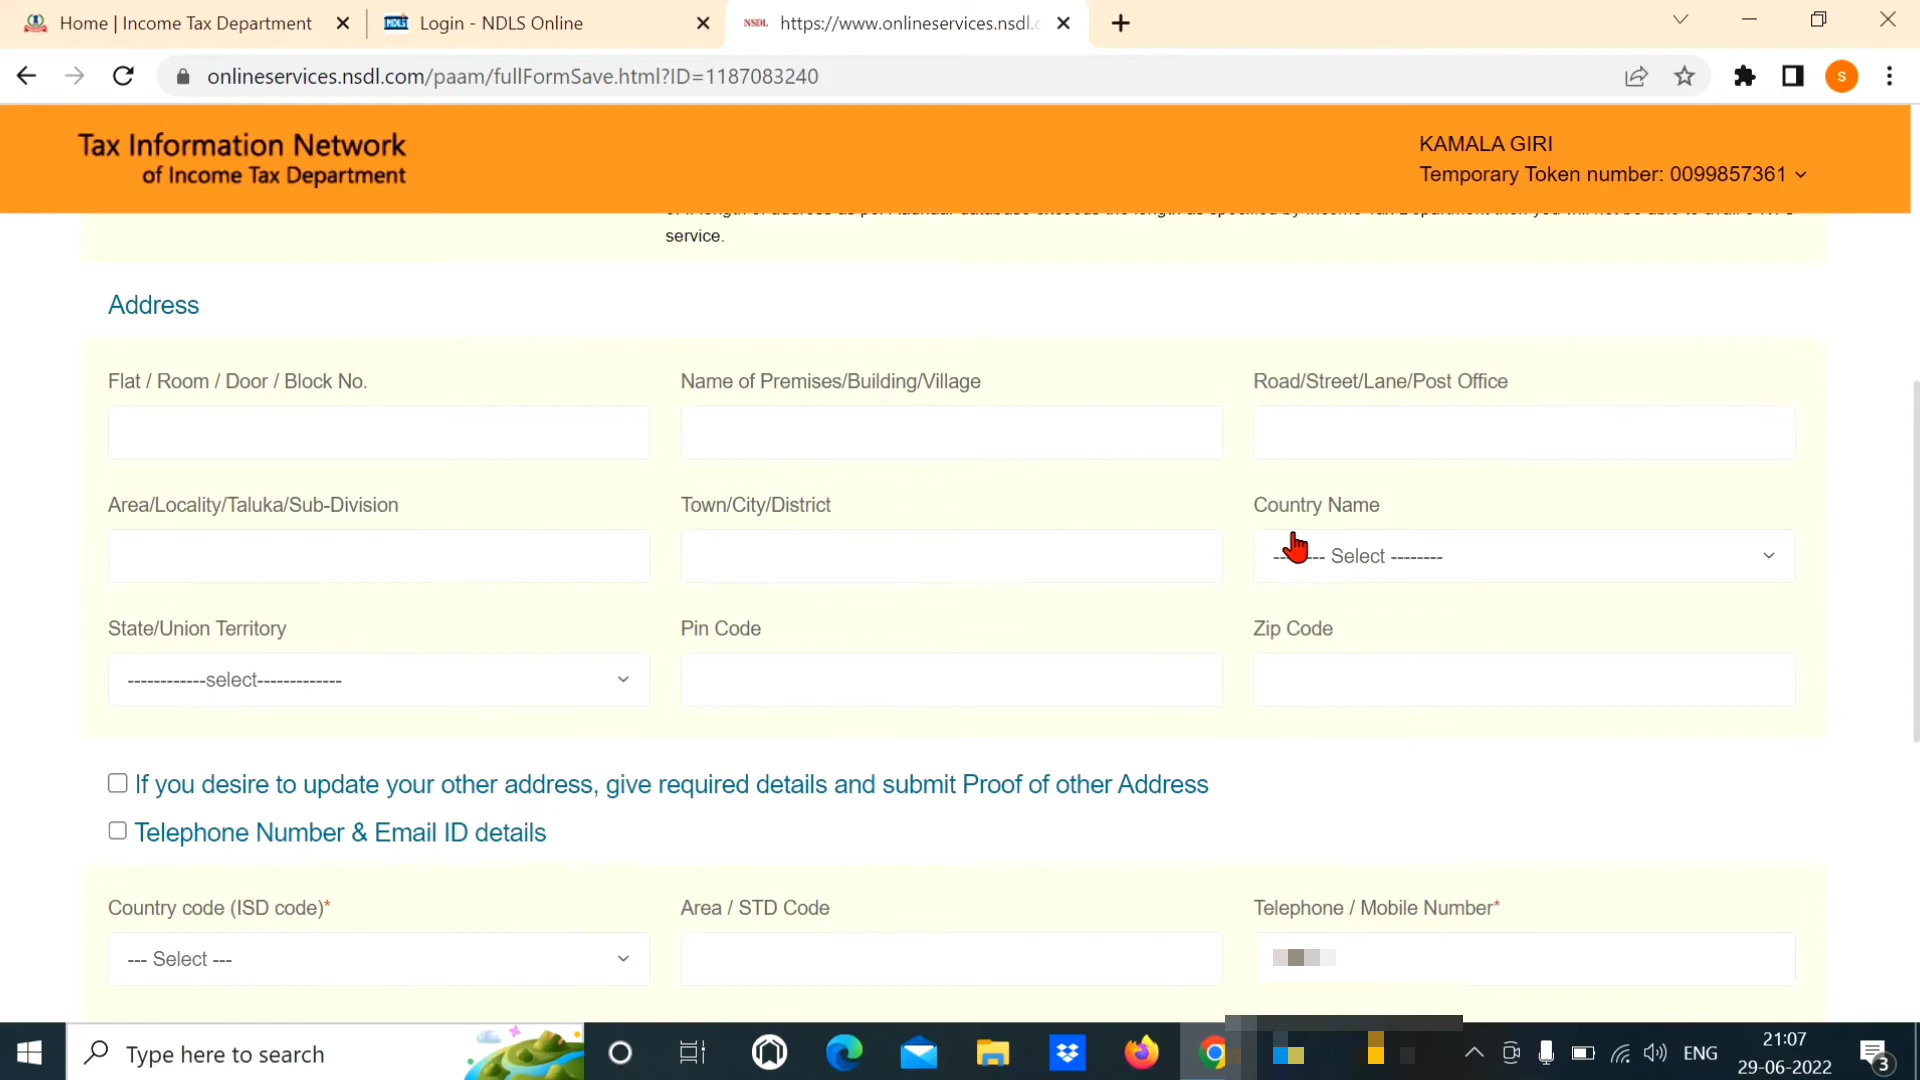 Home | Income Tax Department
NDLS Login - NDLS Online
NSDL https://www.onlineservices.nsdl.c
onlineservices.nsdl.com/paam/fullFormSave.html?ID=1187083240
S
Tax Information Network
of Income Tax Department
KAMALA GIRI
Temporary Token number: 0099857361
service.
Address
Flat / Room / Door / Block No. Name of Premises/Building/Village Road/Street/Lane/Post Office
Area/Locality/Taluka/Sub-Division Town/City/District Country Name
Select --------
State/Union Territory Pin Code Zip Code
------------select-------------
If you desire to update your other address, give required details and submit Proof of other Address
Telephone Number & Email ID details
Country code (ISD code)* Area / STD Code Telephone / Mobile Number*
--- Select ---
Type here to search
ENG
21:07
29-06-2022
3